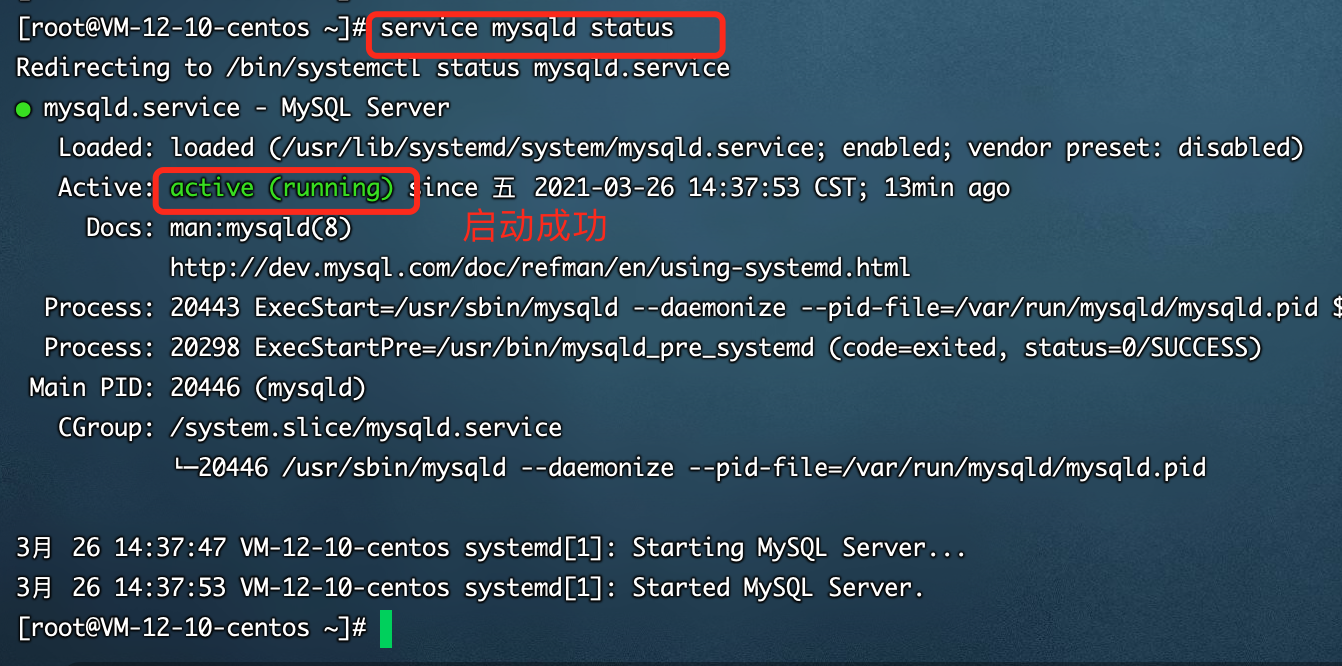 [root@VM-12-10-centos ~]# service mysqld status
Redirecting to /bin/systemctl status mysqld.service
● mysqld.service - MySQL Server
Loaded: loaded (/usr/lib/systemd/system/mysqld.service; enabled; vendor preset: disabled)
Active: active (running) since 五 2021-03-26 14:37:53 CST; 13min ago
Docs: man:mysqld(8)
启动成功
http://dev.mysql.com/doc/refman/en/using-systemd.html
Process: 20443 ExecStart=/usr/sbin/mysqld --daemonize --pid-file=/var/run/mysqld/mysqld.pid $
Process: 20298 ExecStartPre=/usr/bin/mysqld_pre_systemd (code=exited, status=0/SUCCESS)
Main PID: 20446 (mysqld)
CGroup: /system.slice/mysqld.service
└─20446 /usr/sbin/mysqld --daemonize --pid-file=/var/run/mysqld/mysqld.pid
3月 26 14:37:47 VM-12-10-centos systemd[1]: Starting MySQL Server...
3月 26 14:37:53 VM-12-10-centos systemd[1]: Started MySQL Server.
[root@VM-12-10-centos ~]#